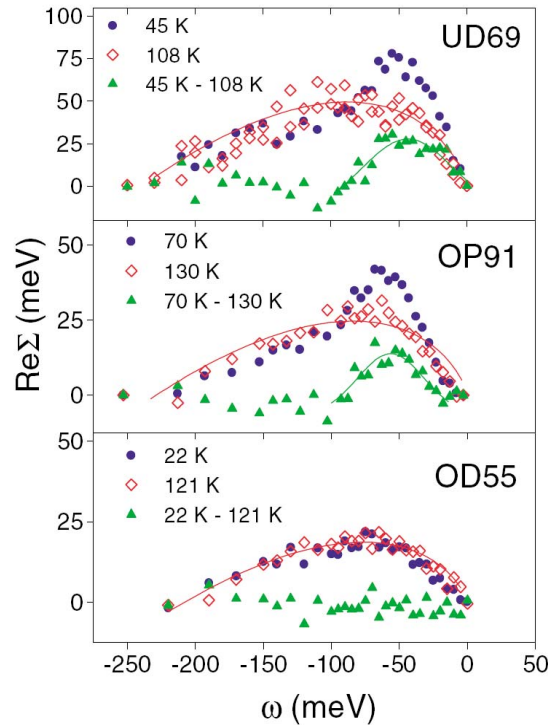 100
75
50
25
0
45 K
108 K
45 K - 108 K
UD69
50
25
0
70 K
130 K
70 K - 130 K
OP91
50
25
0
22 K
121 K
22 K - 121 K
OD55
ReΣ (meV)
-250 -200 -150 -100 -50 0
ω (meV)